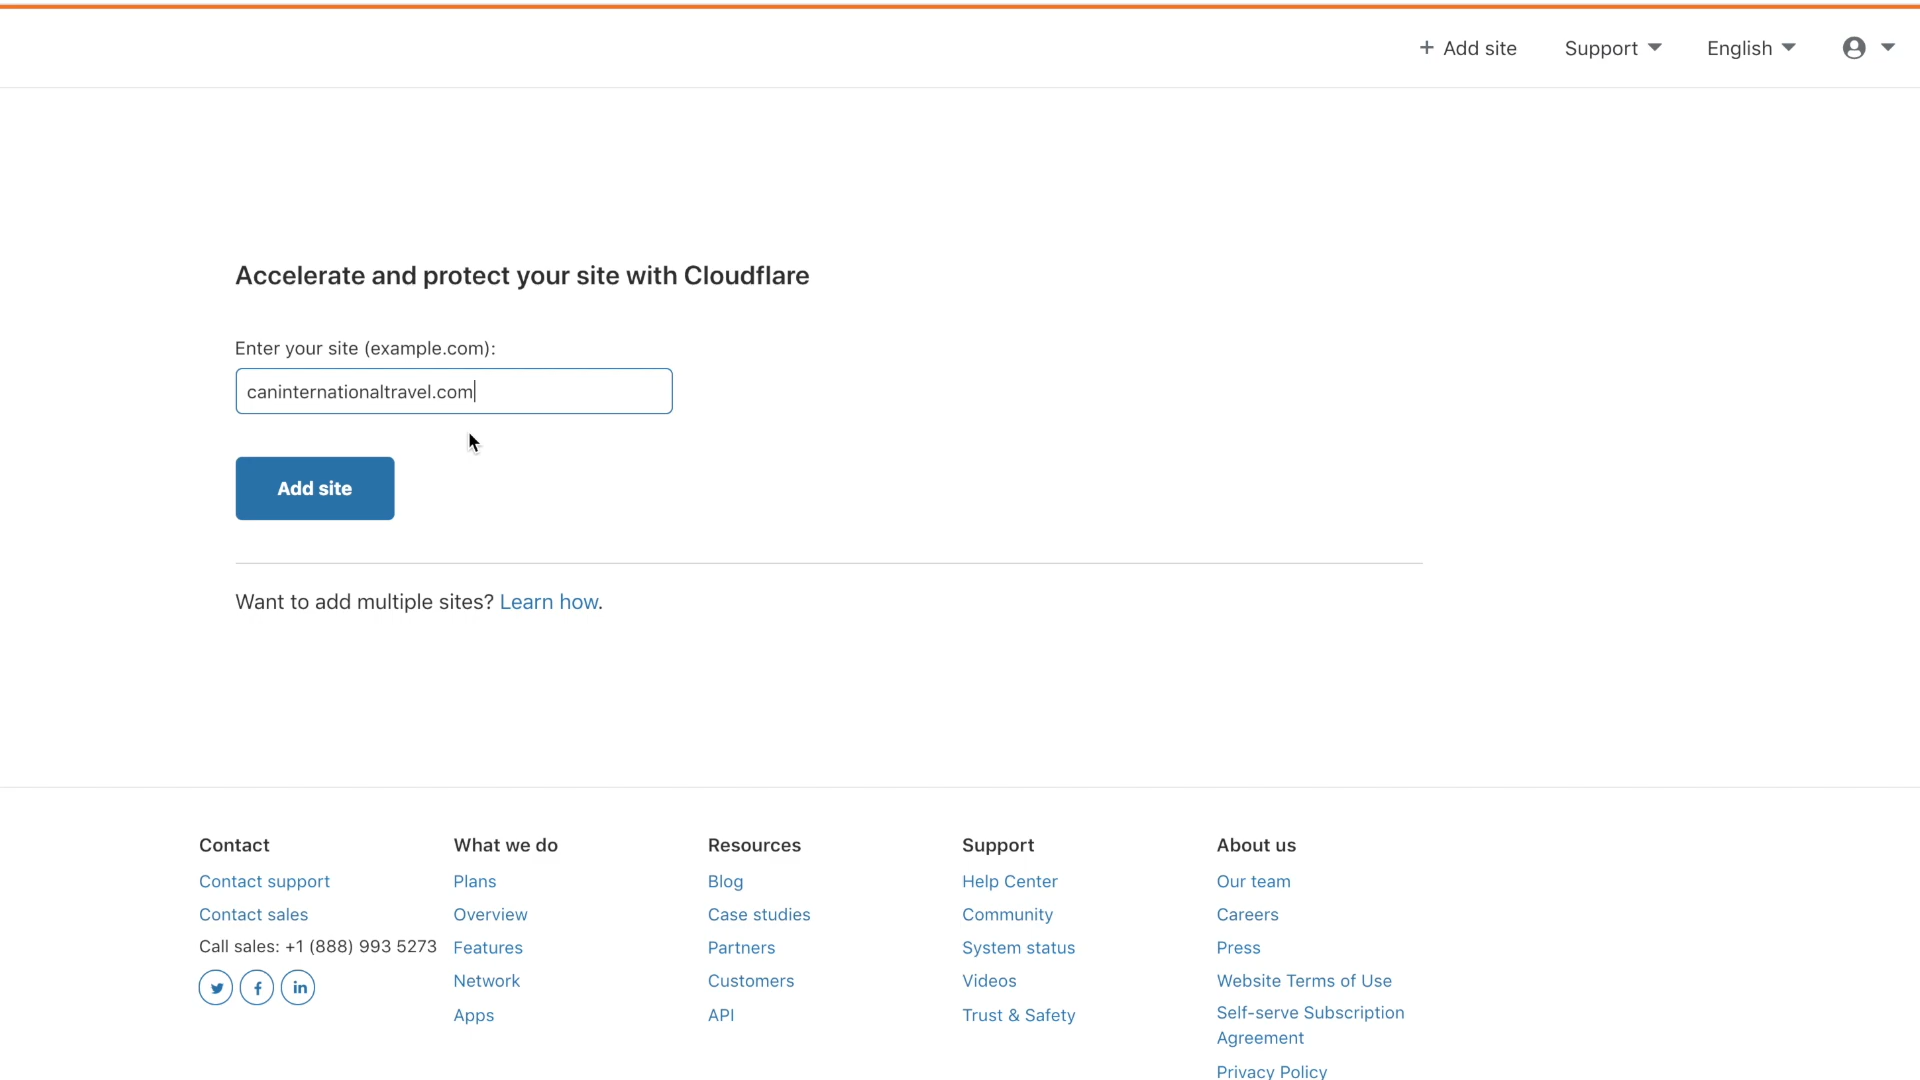 + Add site Support English
Accelerate and protect your site with Cloudflare
Enter your site (example.com):
caninternationaltravel.com
Add site
Want to add multiple sites? Learn how.
Contact
Contact support
Contact sales
Call sales: +1 (888) 993 5273
What we do
Plans
Overview
Features
Network
Apps
Resources
Blog
Case studies
Partners
Customers
API
Support
Help Center
Community
System status
Videos
Trust & Safety
About us
Our team
Careers
Press
Website Terms of Use
Self-serve Subscription
Agreement
Privacy Policy